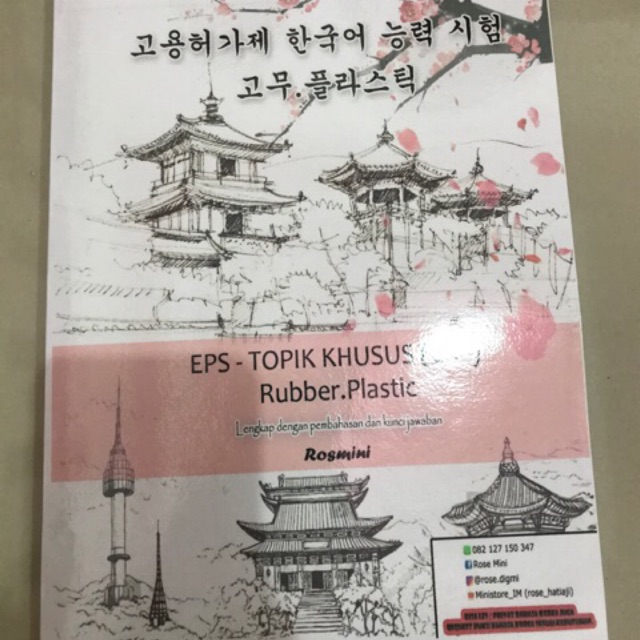 고용허가제 한국어 능력 시험
고무.플라스틱
EPS - TOPIK KHUSUS
Rubber.Plastic
Lengkap dengan pembahasan dan kunci jawaban
Rosmini
082 127 150 347
Rose Mini
@rose.digmi
Ministore_IM (rose_hatiaji)